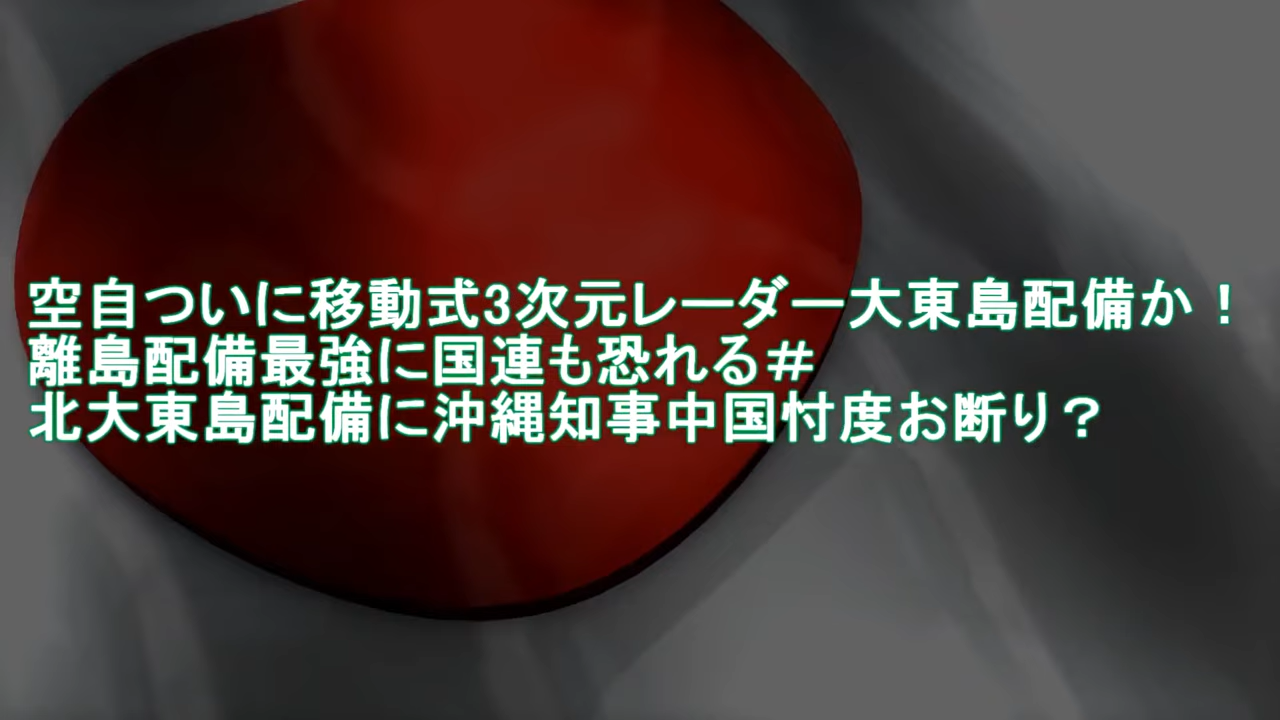 空自ついに移動式3次元レーダー大東島配備か！
離島配備最強に国連も恐れる＃
北大東島配備に沖縄知事中国忖度お断り？